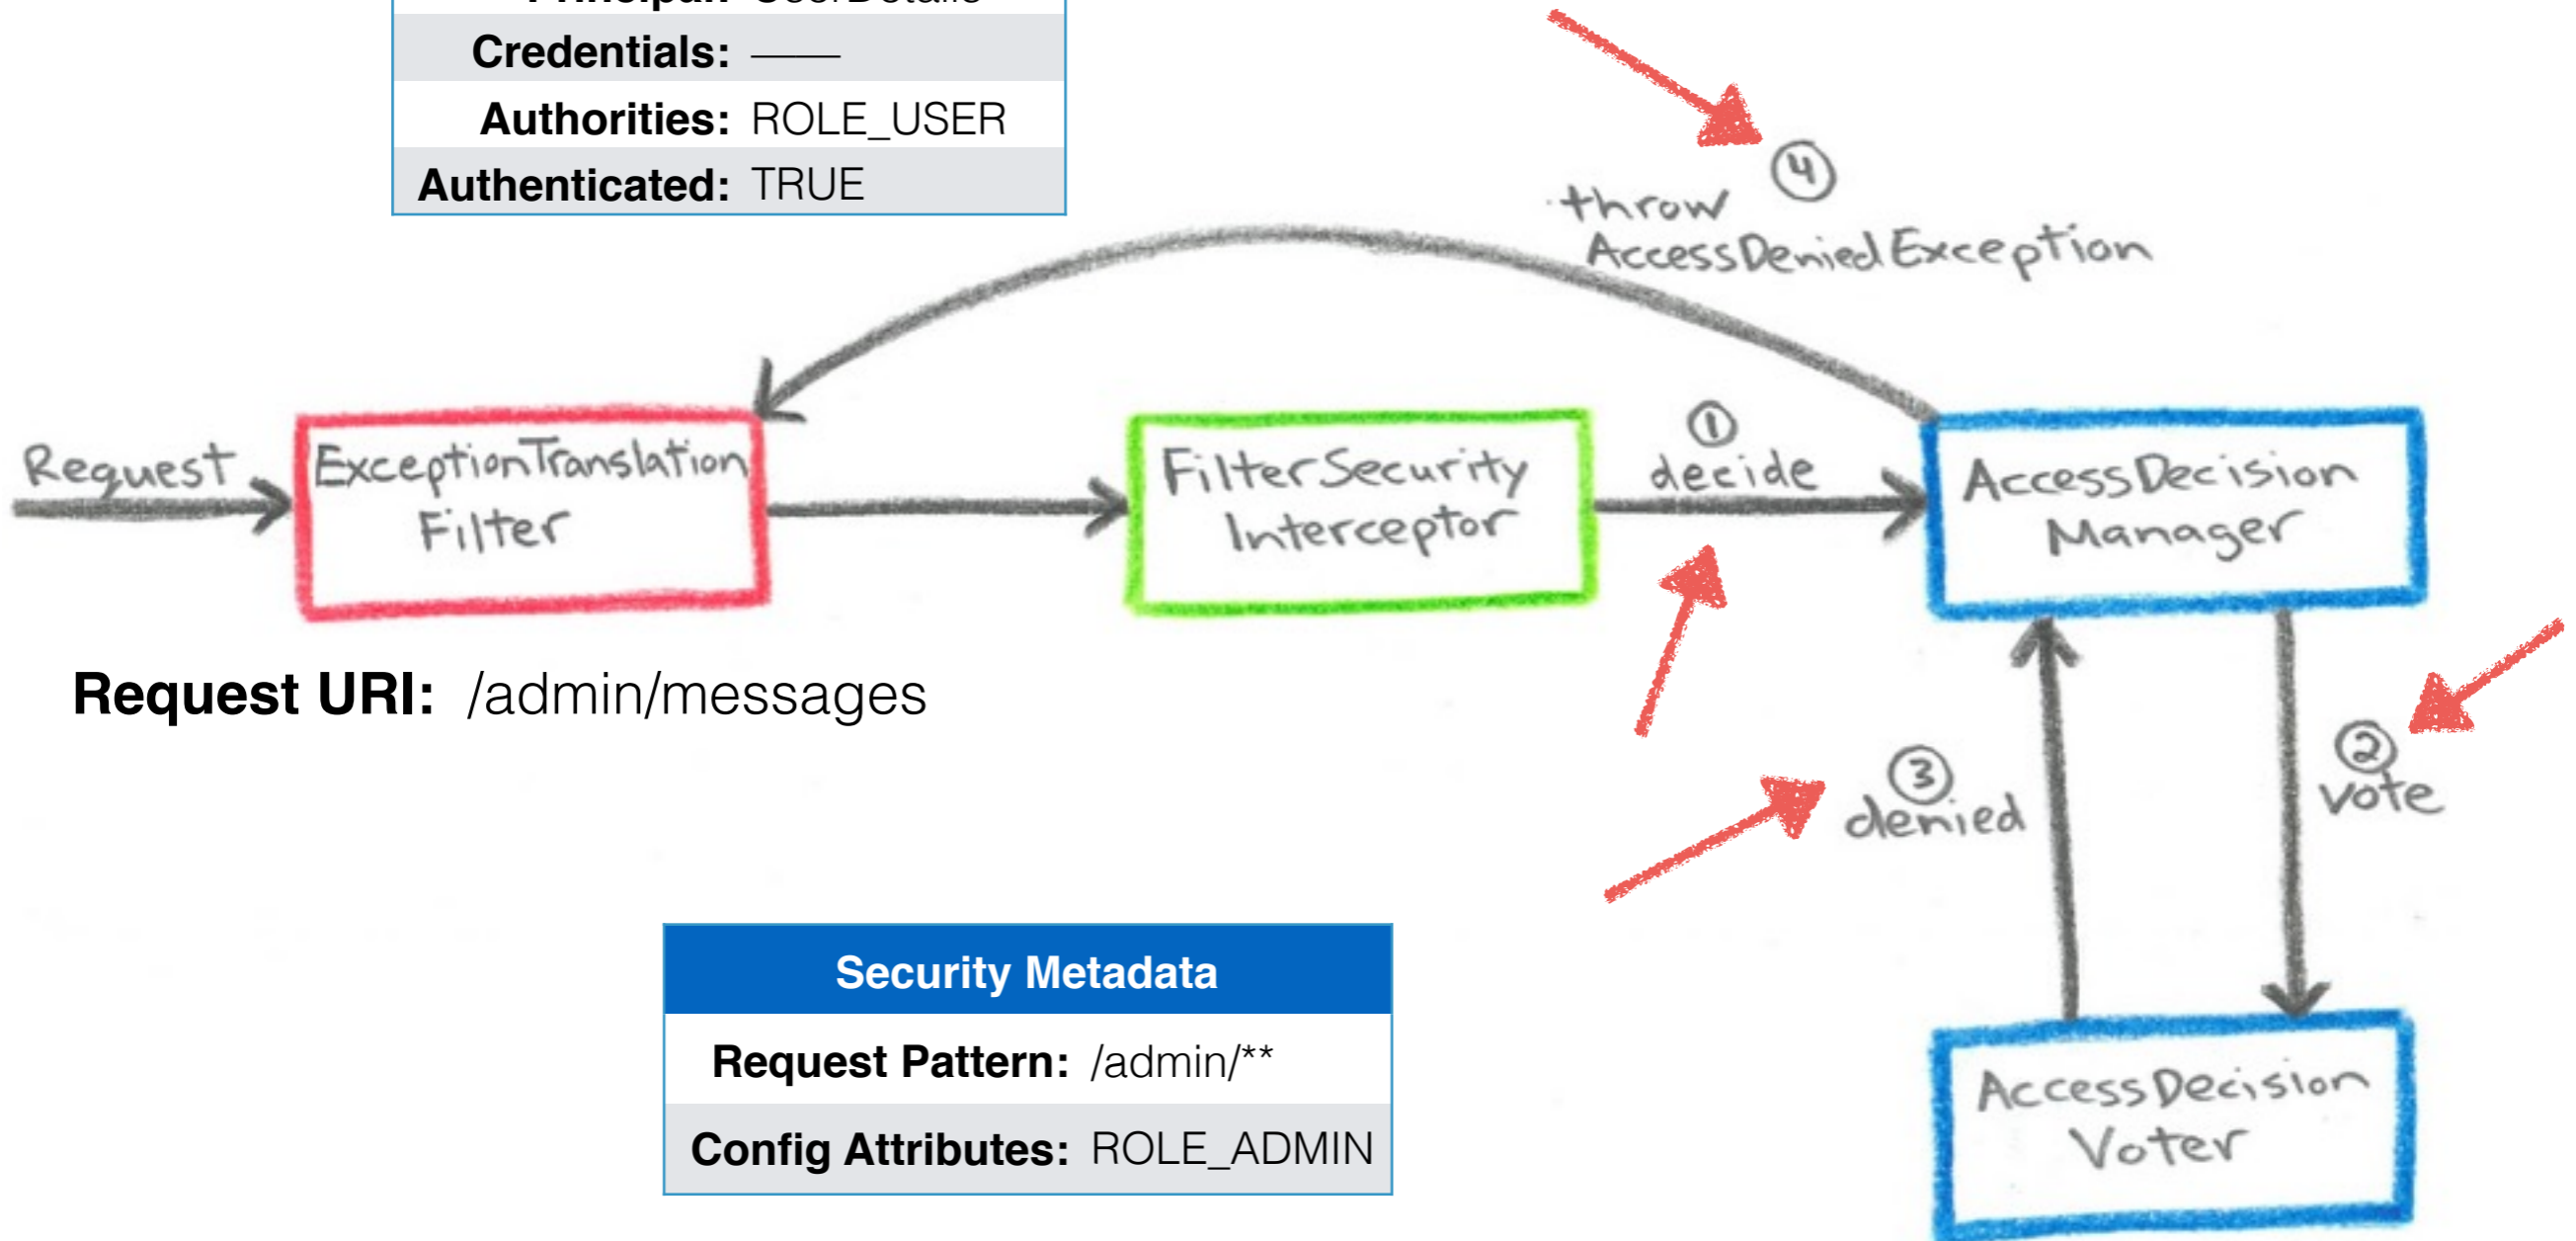 Credentials: ——
Authorities: ROLE_USER
Authenticated: TRUE
4
throw
AccessDeniedException
Request
ExceptionTranslation
Filter
FilterSecurity
Interceptor
1
decide
AccessDecision
Manager
Request URI: /admin/messages
2
vote
3
denied
Security Metadata
Request Pattern: /admin/**
Config Attributes: ROLE_ADMIN
AccessDecision
Voter